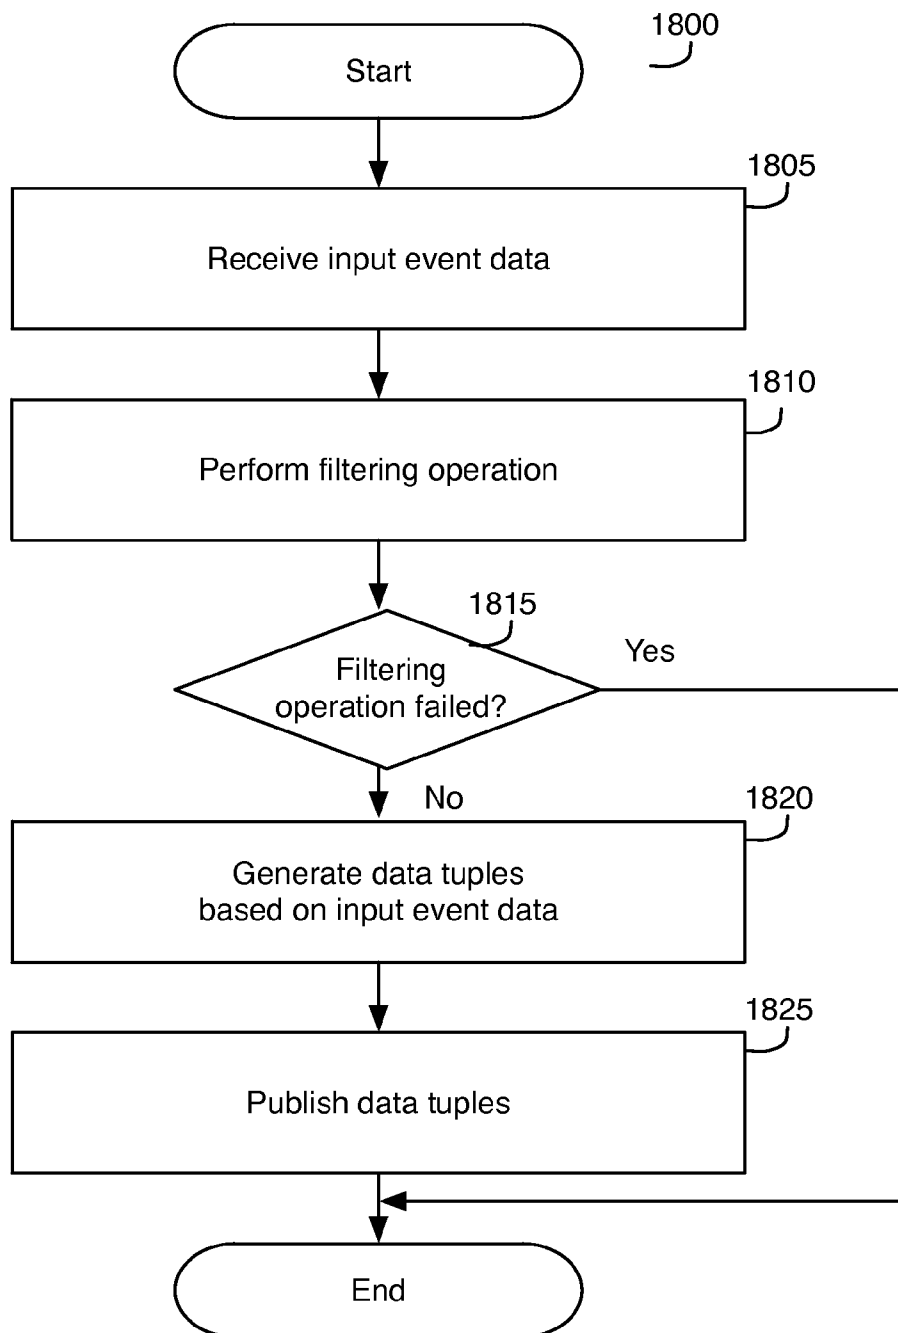 1800
Start
1805
Receive input event data
1810
Perform filtering operation
1815
Filtering
operation failed?
Yes
No
1820
Generate data tuples
based on input event data
1825
Publish data tuples
End